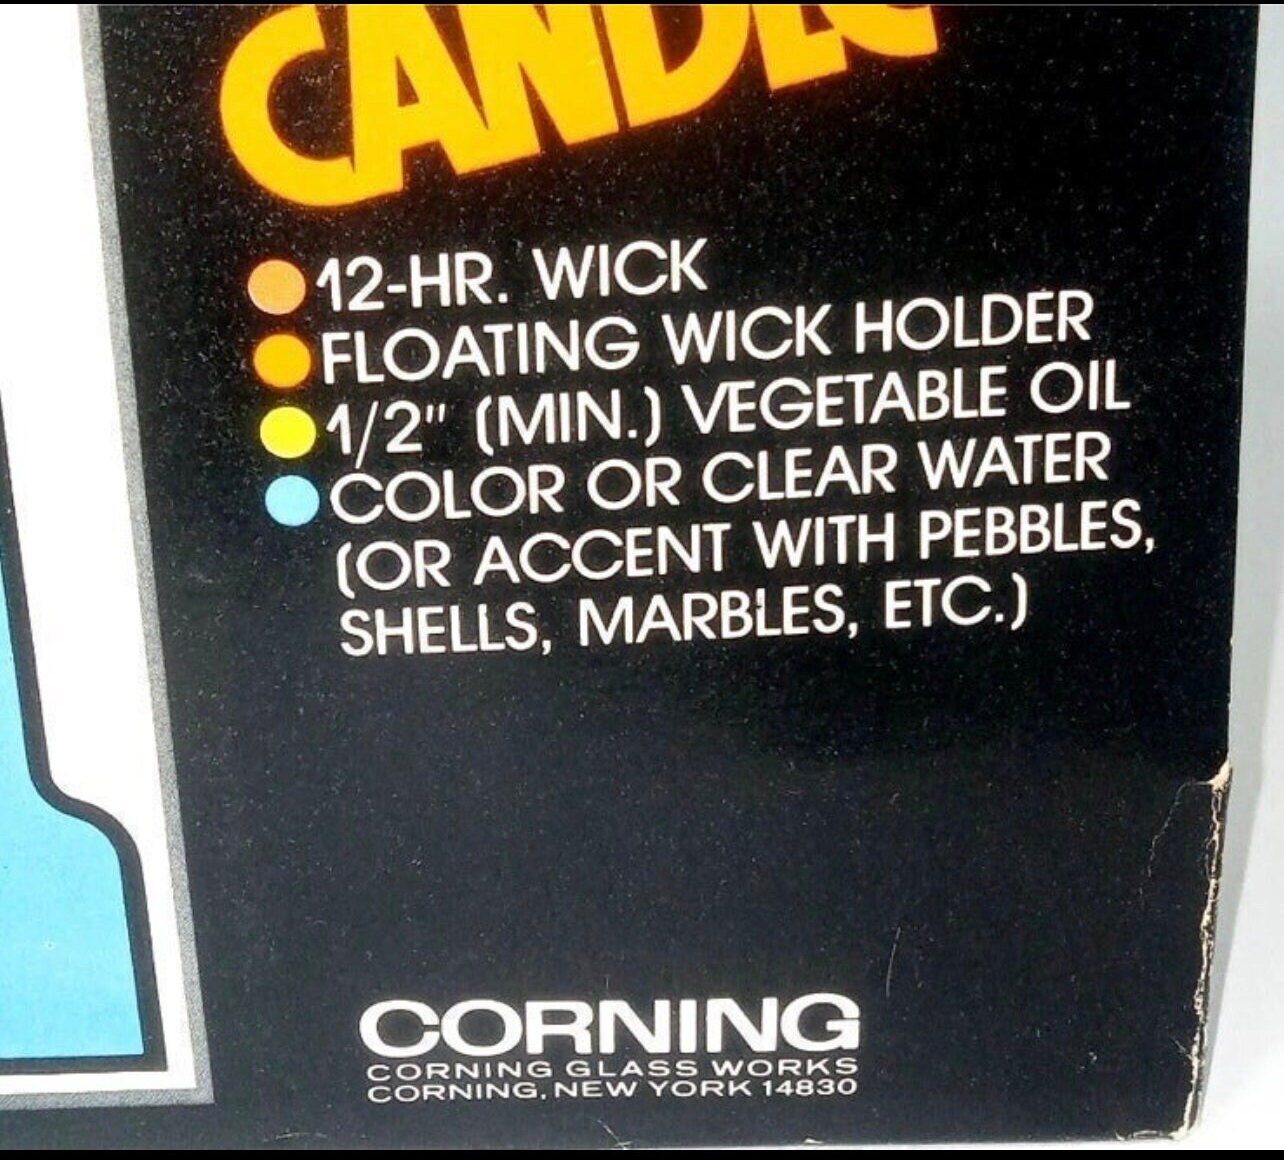 12-HR. WICK
FLOATING WICK HOLDER
1/2" (MIN.) VEGETABLE OIL
COLOR OR CLEAR WATER
(OR ACCENT WITH PEBBLES,
SHELLS, MARBLES, ETC.)
CORNING
CORNING GLASS WORKS
CORNING, NEW YORK 14830